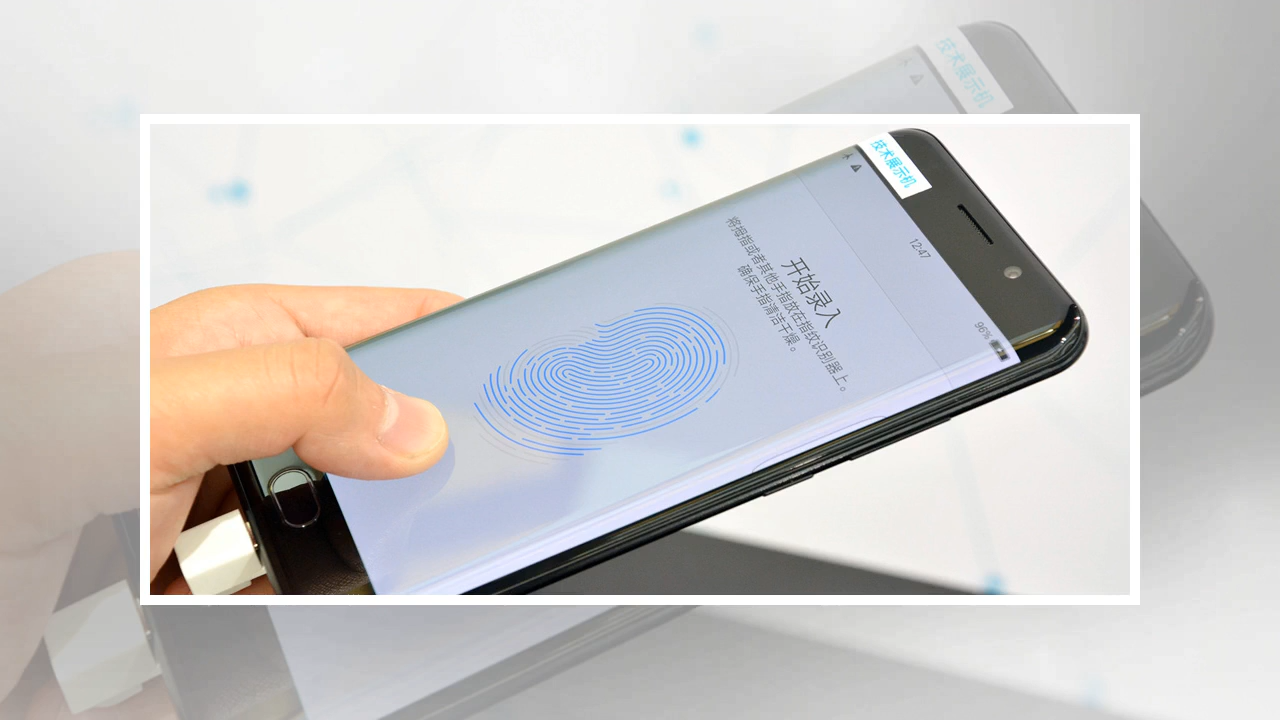 技术展示机
12:47
96%
开始录入
将拇指或者其他手指放在指纹识别器上。
确保手指清洁干燥。